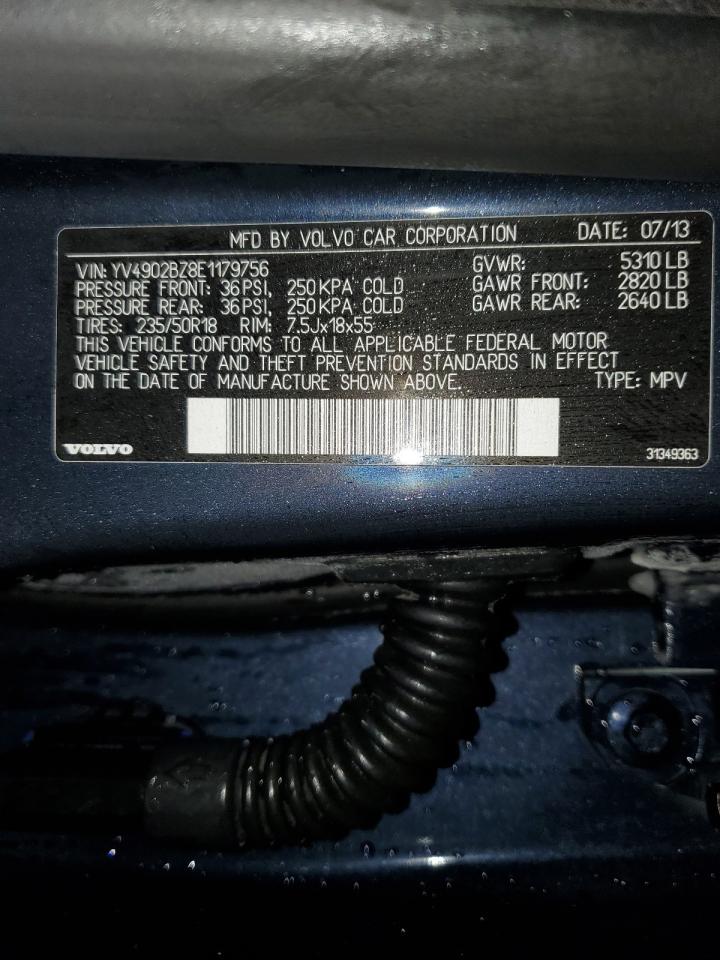 MFD BY VOLVO CAR CORPORATION DATE: 07/13
VIN: YV4902BZ8E1179756 GVWR: 5310 LB
PRESSURE FRONT: 36 PSI, 250 KPA COLD GAWR FRONT: 2820 LB
PRESSURE REAR: 36 PSI, 250 KPA COLD GAWR REAR: 2640 LB
TIRES: 235/50R18 RIM: 7.5Jx18x55
THIS VEHICLE CONFORMS TO ALL APPLICABLE FEDERAL MOTOR
VEHICLE SAFETY AND THEFT PREVENTION STANDARDS IN EFFECT
ON THE DATE OF MANUFACTURE SHOWN ABOVE. TYPE: MPV
VOLVO 31349363